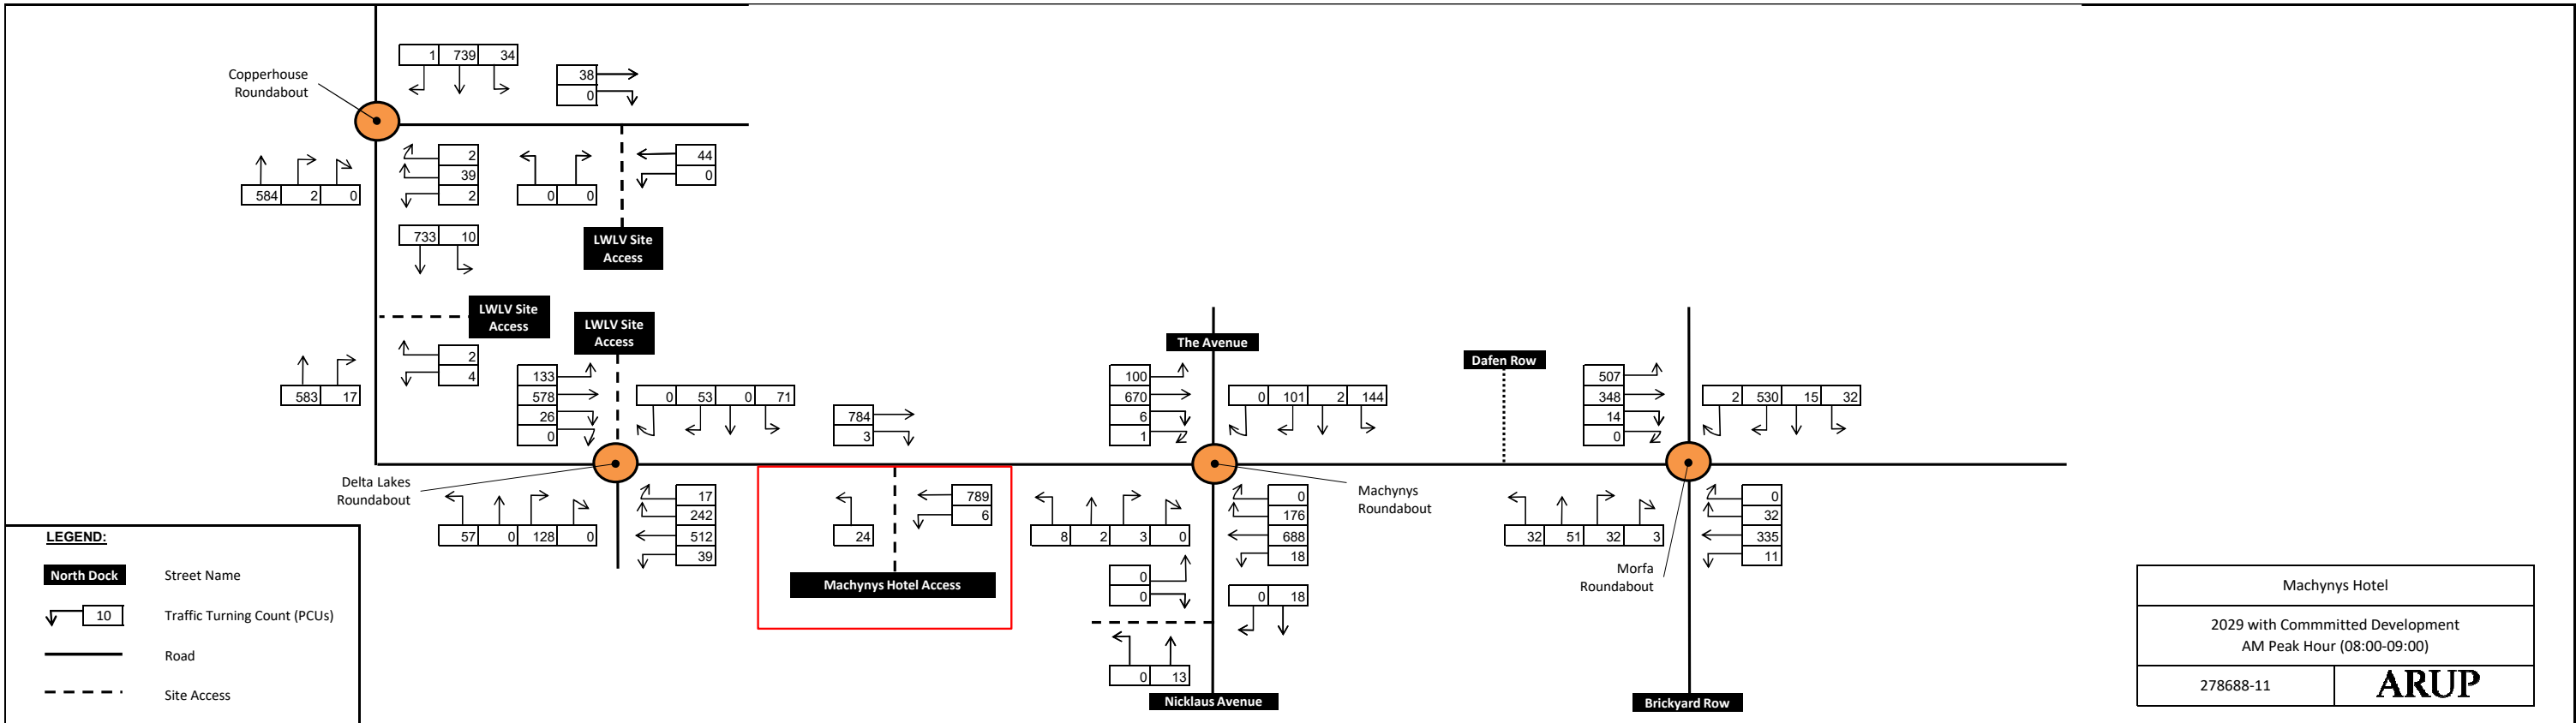 1 739 34
Copperhouse
Roundabout
38
0
2
39
2
44
0
584 2 0
0 0
733 10
LWLV Site
Access
LWLV Site
Access
LWLV Site
Access
2
4
583 17
133
578
26
0
0 53 0 71
784
3
The Avenue
100
670
6
1
0 101 2 144
Dafen Row
507
348
14
0
2 530 15 32
Delta Lakes
Roundabout
57 0 128 0
17
242
512
39
24
789
6
Machynys Hotel Access
8 2 3 0
0
176
688
18
Machynys
Roundabout
0
0
0 18
0 13
Nicklaus Avenue
32 51 32 3
0
32
335
11
Morfa
Roundabout
Brickyard Row
LEGEND:
North Dock Street Name
10 Traffic Turning Count (PCUs)
Road
Site Access
Machynys Hotel
2029 with Commmitted Development
AM Peak Hour (08:00-09:00)
278688-11 ARUP